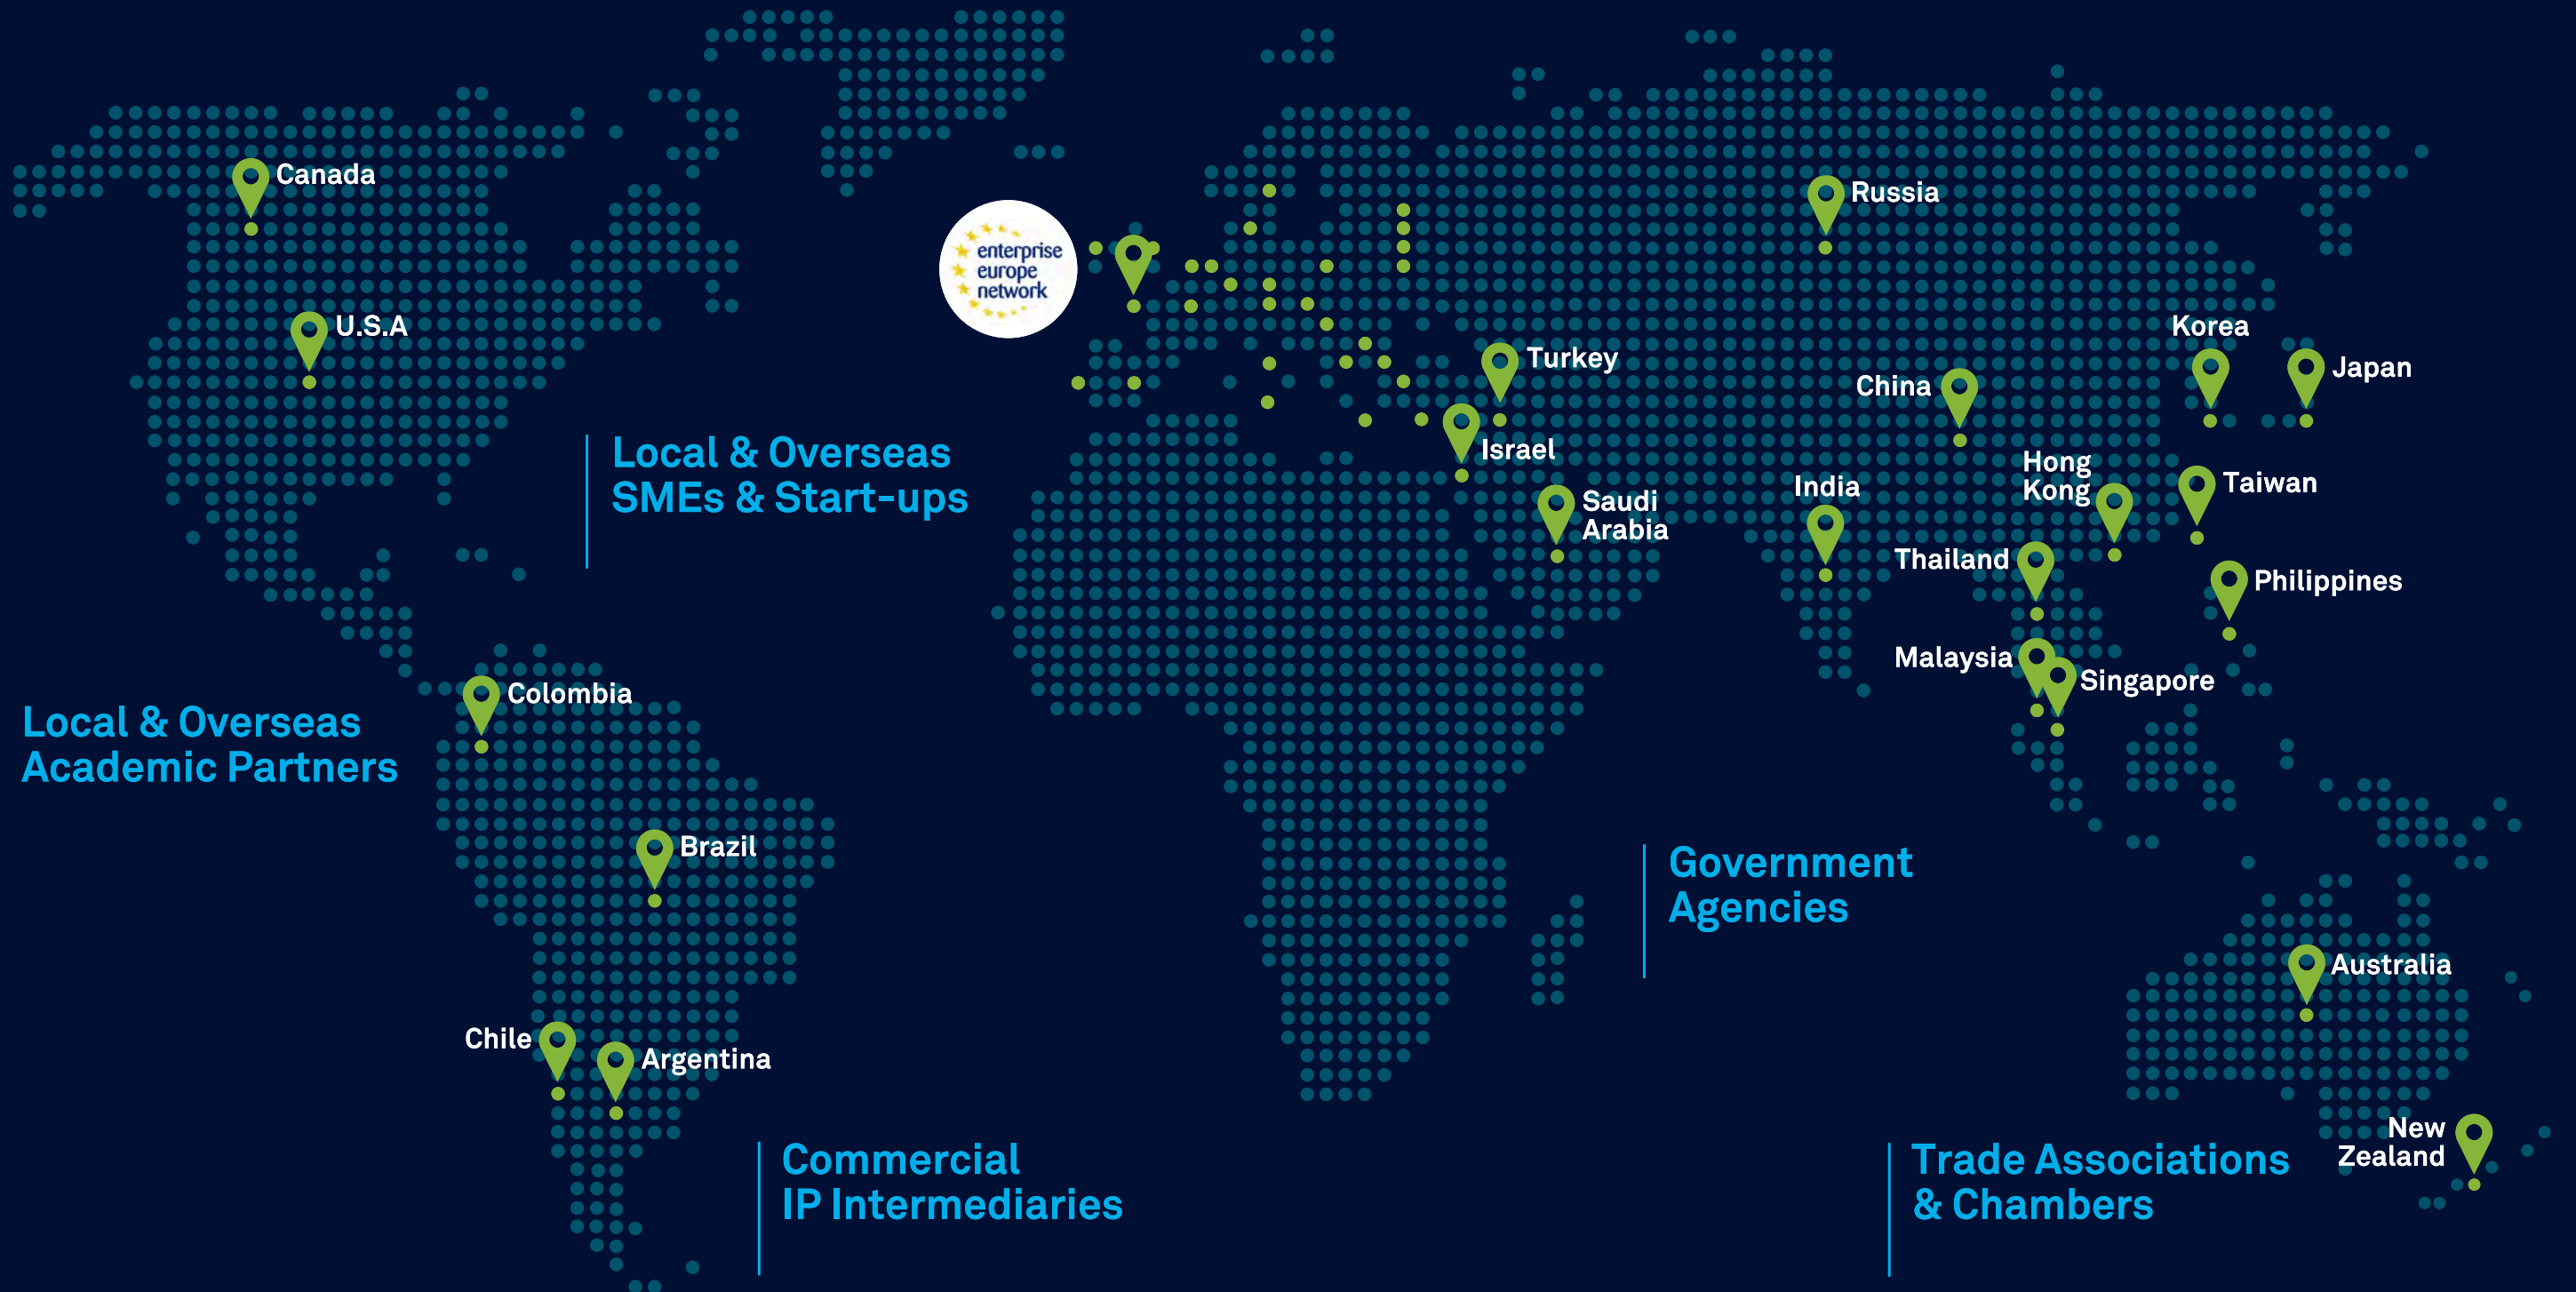 Canada
Russia
enterprise
europe
network
U.S.A
Korea
Turkey
Japan
China
Israel
Local & Overseas
SMEs & Start-ups
Hong
Kong
India
Taiwan
Saudi
Arabia
Thailand
Philippines
Malaysia
Singapore
Colombia
Local & Overseas
Academic Partners
Brazil
Government
Agencies
Australia
Chile
Argentina
New
Zealand
Commercial
IP Intermediaries
Trade Associations
& Chambers